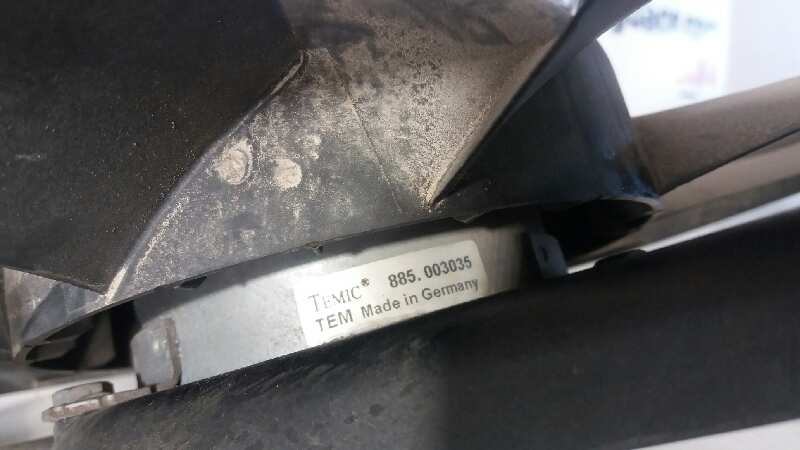 TEMIC® 885.003035
TEM Made in Germany